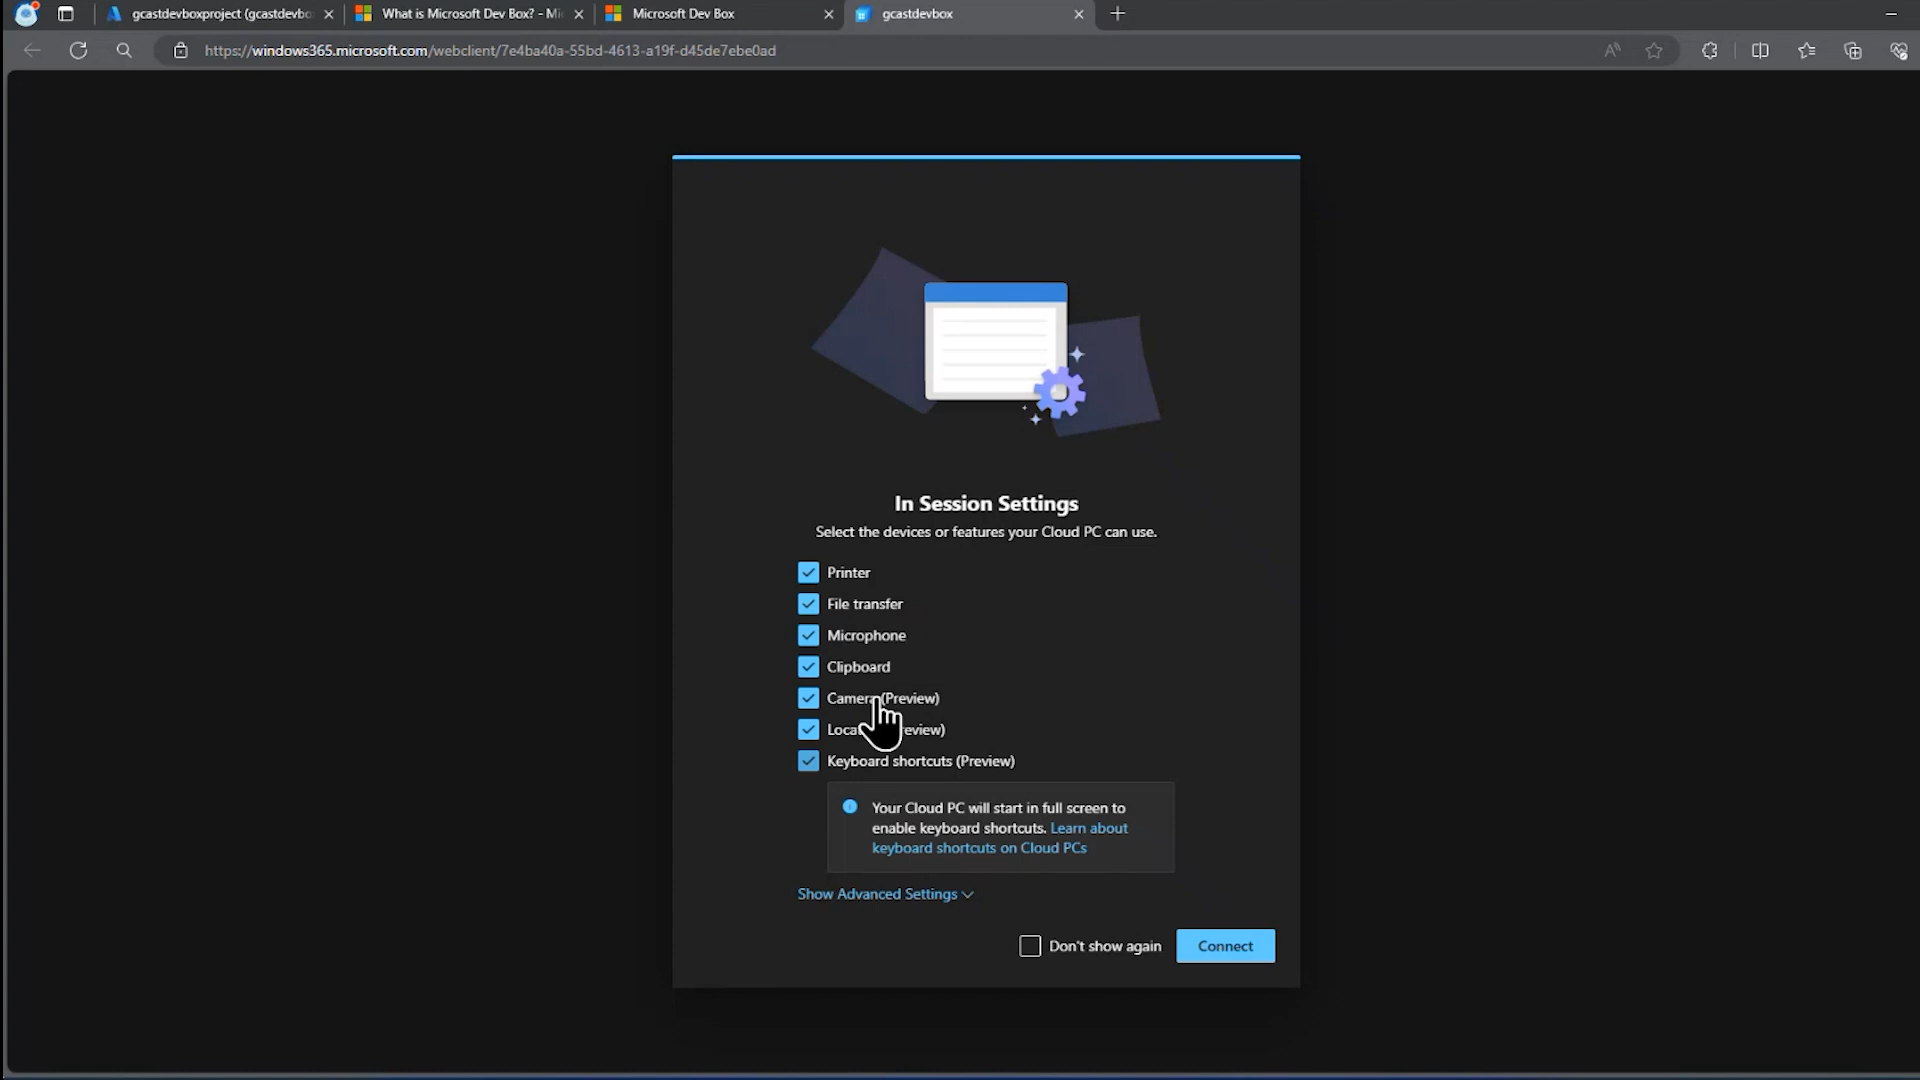 gcastdevboxproject (gcastdevbo
What is Microsoft Dev Box? - Mi
Microsoft Dev Box
gcastdevbox
https://windows365.microsoft.com/webclient/7e4ba40a-55bd-4613-a19f-d45de7ebe0ad
In Session Settings
Select the devices or features your Cloud PC can use.
Printer
File transfer
Microphone
Clipboard
Camera (Preview)
Keyboard shortcuts (Preview)
Your Cloud PC will start in full screen to
enable keyboard shortcuts. Learn about
keyboard shortcuts on Cloud PCs
Show Advanced Settings
Don't show again
Connect